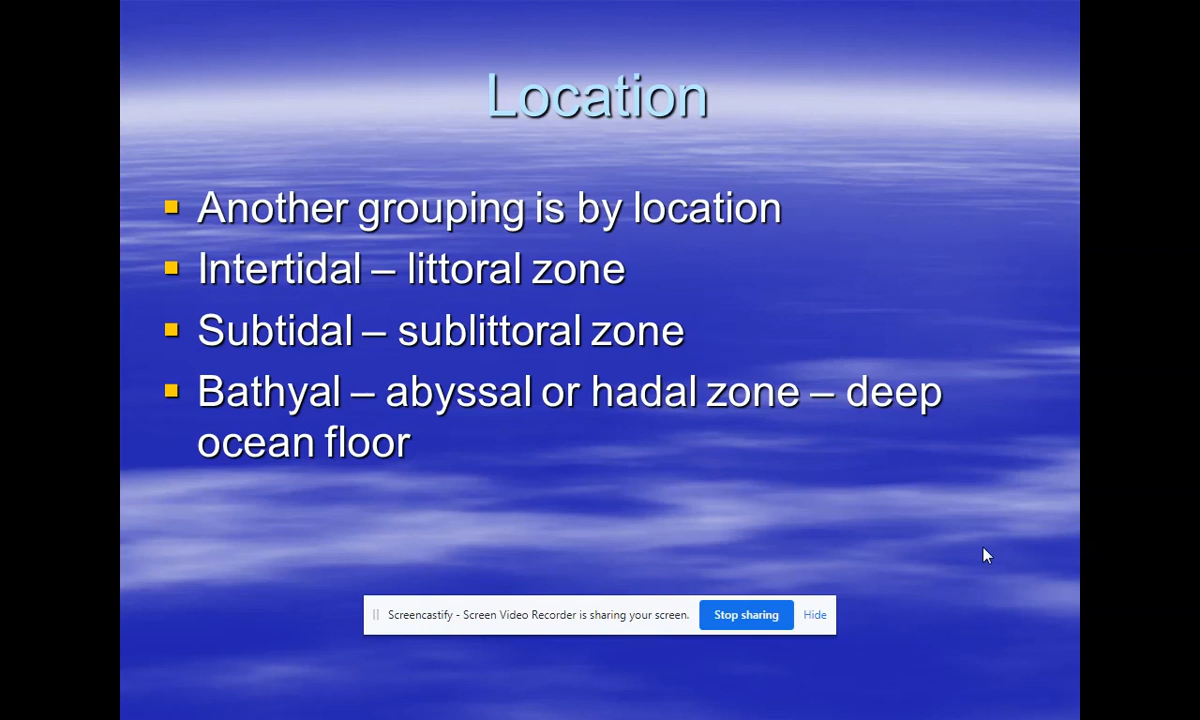 Location
Another grouping is by location
Intertidal – littoral zone
Subtidal – sublittoral zone
Bathyal – abyssal or hadal zone – deep
ocean floor
Screencastify - Screen Video Recorder is sharing your screen. Stop sharing Hide